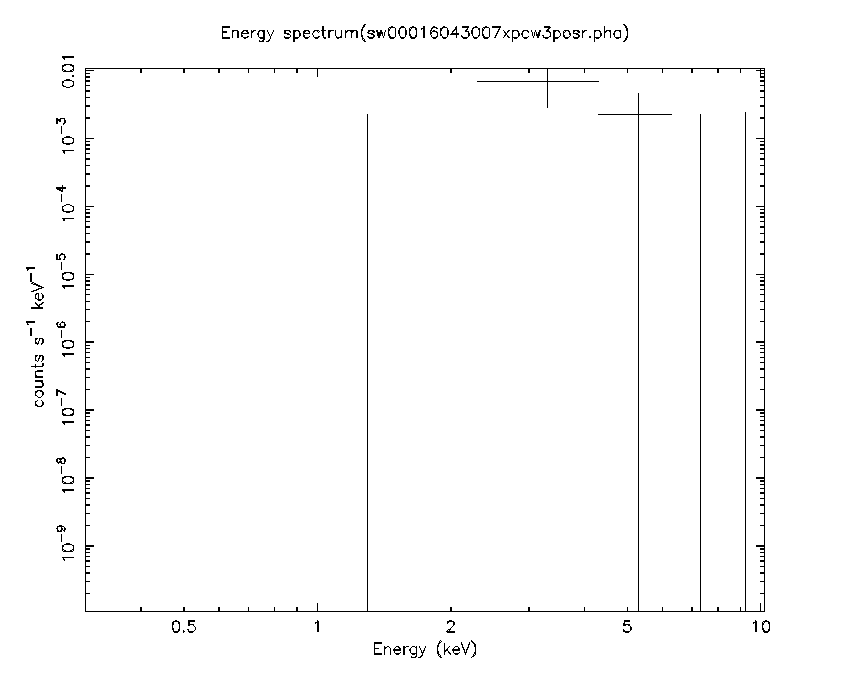 Energy spectrum(sw00016043007xpcw3posr.pha)
0.01
10⁻³
10⁻⁴
10⁻⁵
10⁻⁶
10⁻⁷
10⁻⁸
10⁻⁹
counts s⁻¹ keV⁻¹
0.5 1 2 5 10
Energy (keV)